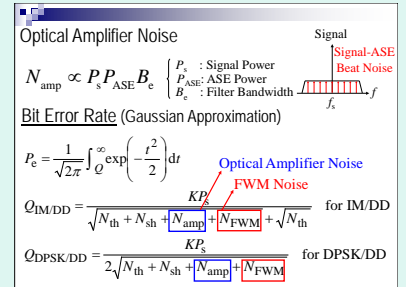 Optical Amplifier Noise
Signal
Signal-ASE
Beat Noise
N_amp ∝ P_s P_ASE B_e
P_s : Signal Power
P_ASE: ASE Power
B_e : Filter Bandwidth
f
f_s
Bit Error Rate (Gaussian Approximation)
P_e = 1/√(2π) ∫_Q^∞ exp(−t²/2) dt
Optical Amplifier Noise
FWM Noise
Q_IM/DD = KP_s / (√(N_th + N_sh + N_amp + N_FWM) + √N_th) for IM/DD
Q_DPSK/DD = KP_s / (2√(N_th + N_sh + N_amp + N_FWM)) for DPSK/DD